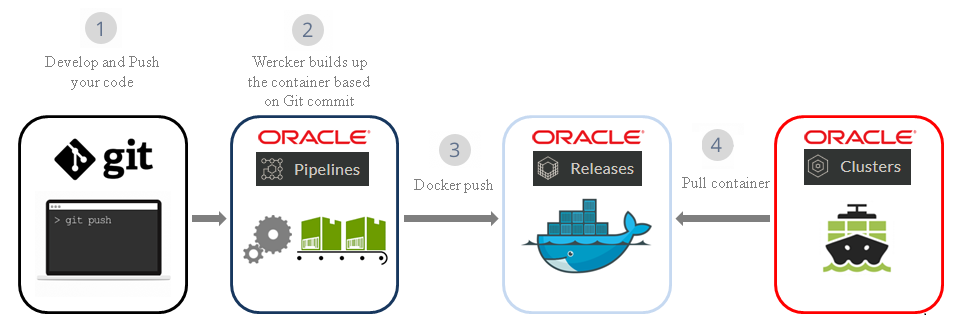 1
Develop and Push
your code
2
Wercker builds up
the container based
on Git commit
git
> git push
ORACLE®
Pipelines
3
Docker push
ORACLE®
Releases
4
Pull container
ORACLE®
Clusters